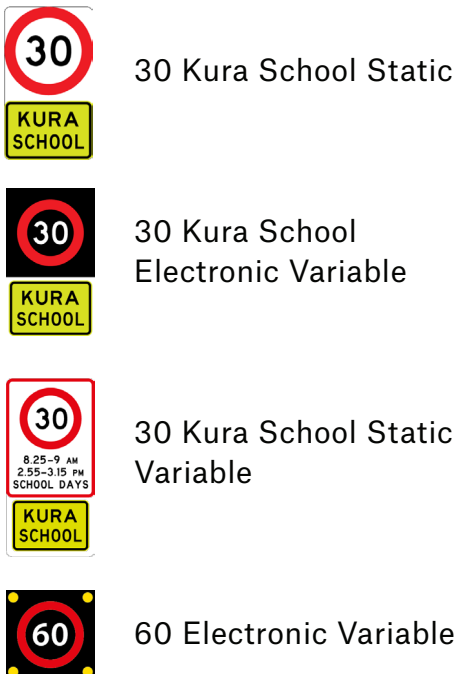 30
KURA
SCHOOL
30 Kura School Static
30
KURA
SCHOOL
30 Kura School
Electronic Variable
30
8.25–9 AM
2.55–3.15 PM
SCHOOL DAYS
KURA
SCHOOL
30 Kura School Static
Variable
60
60 Electronic Variable